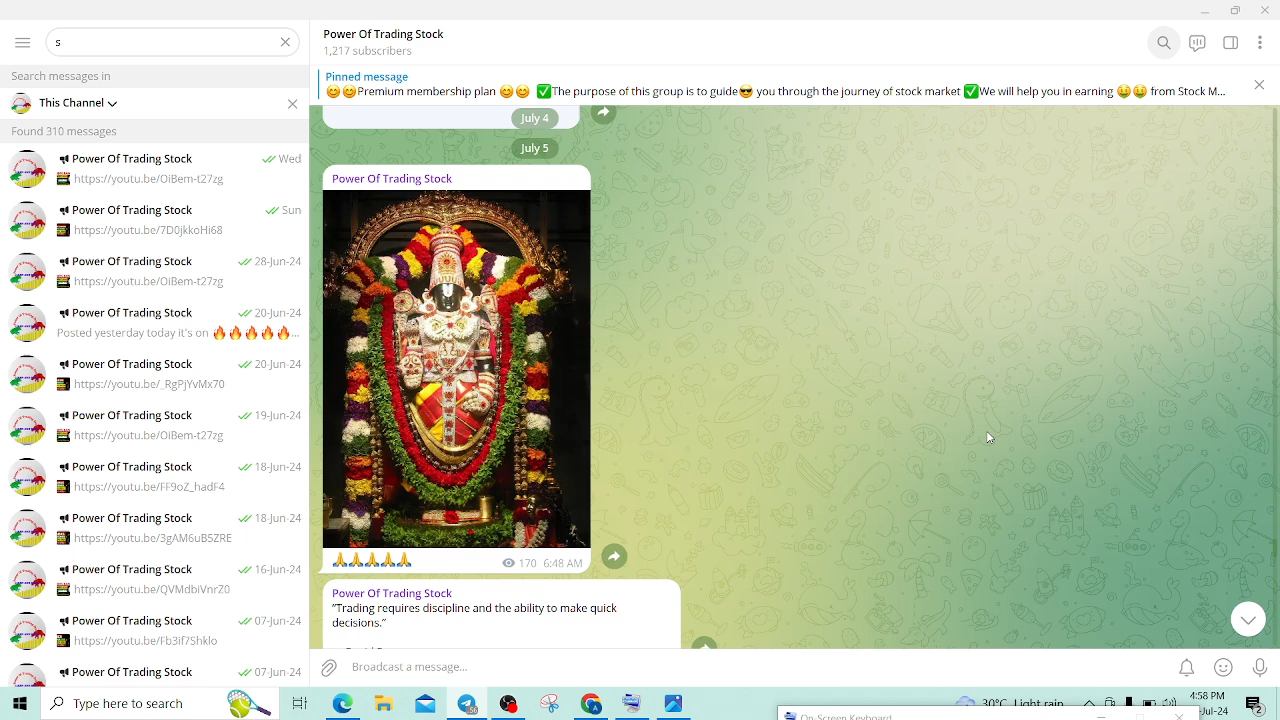 s
Power Of Trading Stock
1,217 subscribers
Search messages in
This Channel
Found 310 messages
Pinned message
😊😊Premium membership plan 😊😊 ✅The purpose of this group is to guide😎 you through the journey of stock market ✅We will help you in earning 🤑🤑 from Stock M...
Power Of Trading Stock Wed
https://youtu.be/OiBem-t27zg
Power Of Trading Stock Sun
https://youtu.be/7D0jkkoHi68
Power Of Trading Stock 28-Jun-24
https://youtu.be/OiBem-t27zg
Power Of Trading Stock 20-Jun-24
Posted yesterday today it's on 🔥🔥🔥🔥🔥...
Power Of Trading Stock 20-Jun-24
https://youtu.be/_RgPjYvMx70
Power Of Trading Stock 19-Jun-24
https://youtu.be/OiBem-t27zg
Power Of Trading Stock 18-Jun-24
https://youtu.be/FF9oZ_hadF4
Power Of Trading Stock 18-Jun-24
https://youtu.be/3gAM6uB5ZRE
Power Of Trading Stock 16-Jun-24
https://youtu.be/QVMdbiVnrZ0
Power Of Trading Stock 07-Jun-24
https://youtu.be/Fb3if7Shklo
Power Of Trading Stock 07-Jun-24
July 4
July 5
Power Of Trading Stock
🙏🙏🙏🙏🙏 170 6:48 AM
Power Of Trading Stock
"Trading requires discipline and the ability to make quick
decisions."
Broadcast a message...
Type here to search
30°C Light rain
4:58 PM
Jul-24
2
On-Screen Keyboard